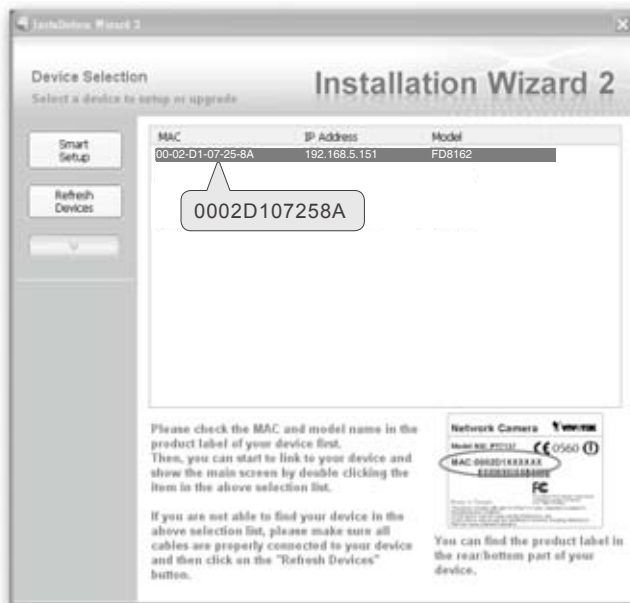 Installation Wizard 2
Device Selection
Select a device to setup or upgrade
Installation Wizard 2
Smart
Setup
Refresh
Devices
MAC IP Address Model
00-02-D1-07-25-8A 192.168.5.151 FD8162
0002D107258A
Please check the MAC and model name in the
product label of your device first.
Then, you can start to link to your device and
show the main screen by double clicking the
item in the above selection list.
If you are not able to find your device in the
above selection list, please make sure all
cables are properly connected to your device
and then click on the "Refresh Devices"
button.
Network Camera VIVOTEK
0560
MAC:0002D1XXXXXX
FC
You can find the product label in
the rear/bottom part of your
device.